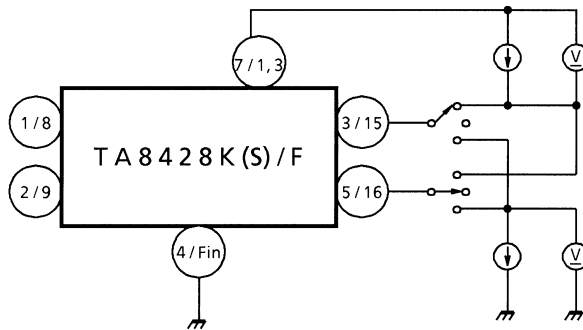 7 / 1, 3
V
1 / 8
3 / 15
TA8428K(S)/F
2 / 9
5 / 16
4 / Fin
V